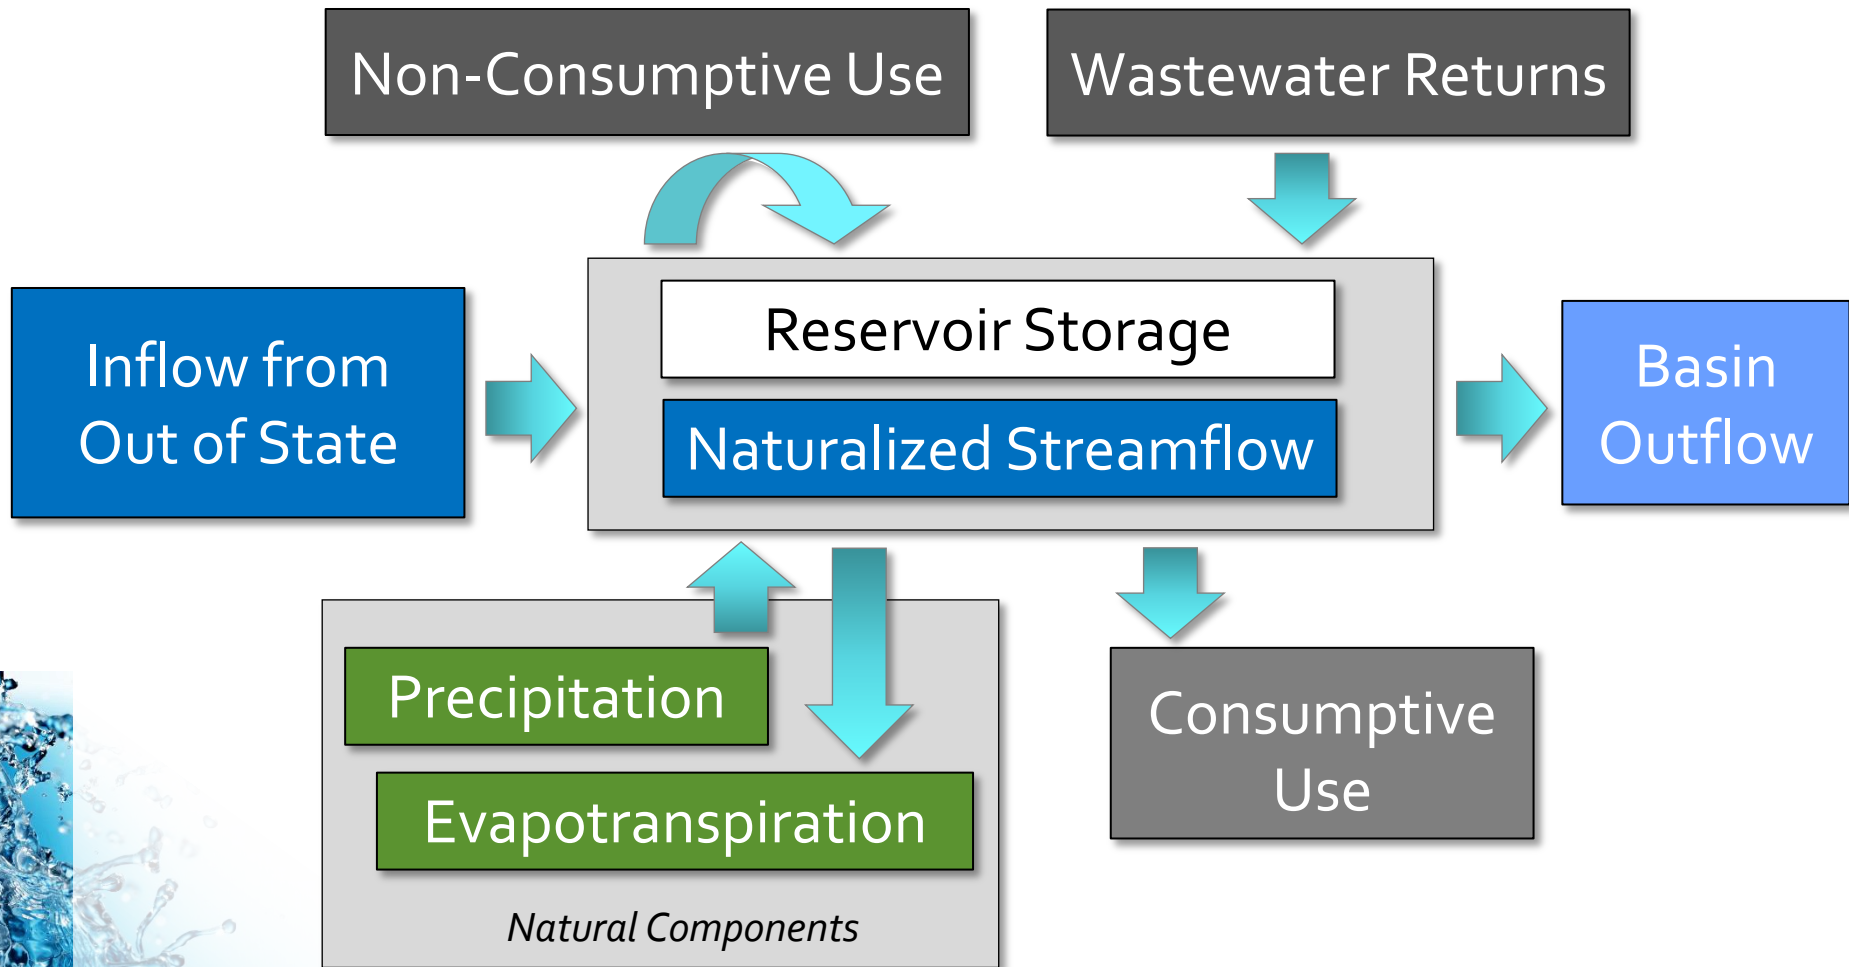 Non-Consumptive Use
Wastewater Returns
Inflow from
Out of State
Reservoir Storage
Naturalized Streamflow
Basin
Outflow
Precipitation
Evapotranspiration
Natural Components
Consumptive
Use